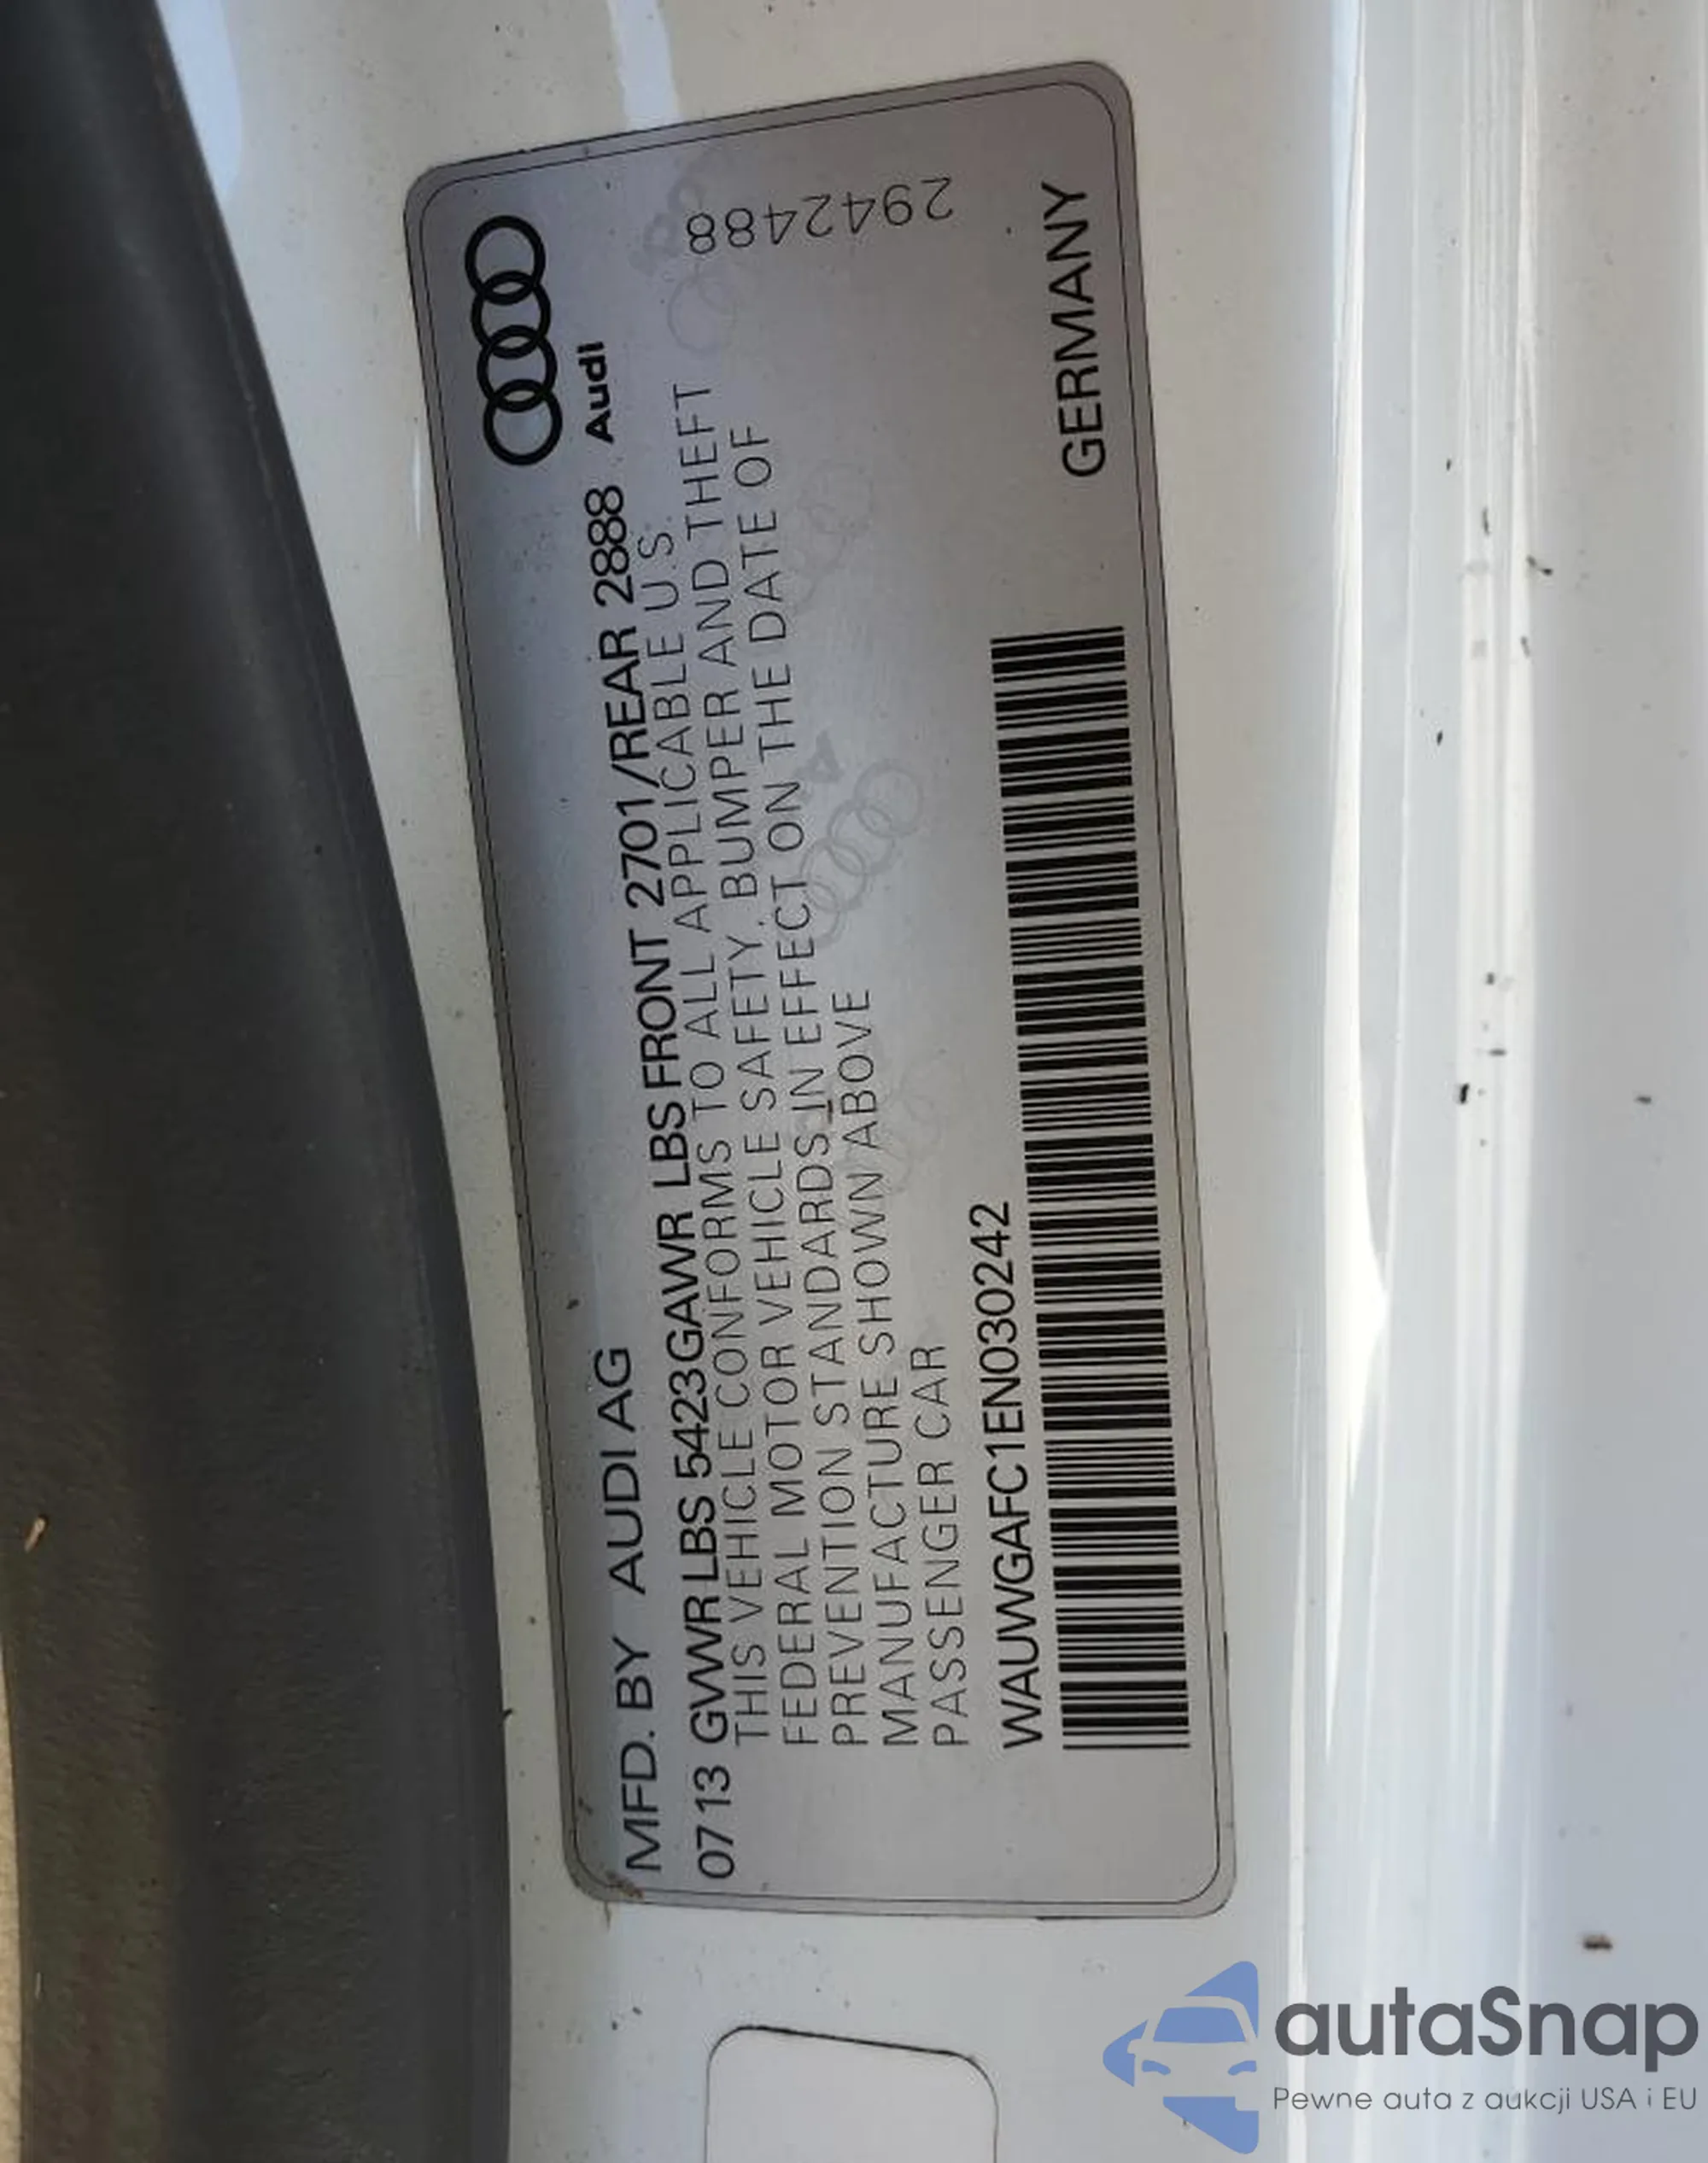 MFD. BY AUDI AG
Audi
07 13 GVWR LBS 5423 GAWR LBS FRONT 2701/REAR 2888
THIS VEHICLE CONFORMS TO ALL APPLICABLE U.S.
FEDERAL MOTOR VEHICLE SAFETY, BUMPER AND THEFT
PREVENTION STANDARDS IN EFFECT ON THE DATE OF
MANUFACTURE SHOWN ABOVE
PASSENGER CAR
2942488
WAUWGAFC1EN030242
GERMANY
autaSnap
Pewne auta z aukcji USA i EU